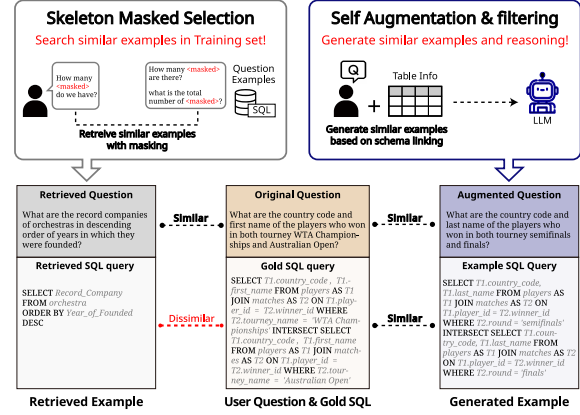 Skeleton Masked Selection
Search similar examples in Training set!
How many
<masked>
do we have?
How many <masked>
are there?
what is the total
number of <masked>?
Question
Examples
SQL
Retreive similar examples
with masking
Self Augmentation & filtering
Generate similar examples and reasoning!
Q
Table Info
LLM
Generate similar examples
based on schema linking
Retrieved Question
What are the record companies
of orchestras in descending
order of years in which they
were founded?
Retrieved SQL query
SELECT Record_Company
FROM orchestra
ORDER BY Year_of_Founded
DESC
Retrieved Example
Similar
Dissimilar
Original Question
What are the country code and
first name of the players who won
in both tourney WTA Champion-
ships and Australian Open?
Gold SQL query
SELECT T1.country_code , T1.-
first_name FROM players AS T1
JOIN matches AS T2 ON T1.play-
er_id = T2.winner_id WHERE
T2.tourney_name = 'WTA Cham-
pionships' INTERSECT SELECT
T1.country_code , T1.first_name
FROM players AS T1 JOIN match-
es AS T2 ON T1.player_id =
T2.winner_id WHERE T2.tour-
ney_name = 'Australian Open'
User Question & Gold SQL
Similar
Similar
Augmented Question
What are the country code and
last name of the players who
won in both tourney semifinals
and finals?
Example SQL Query
SELECT T1.country_code,
T1.last_name FROM players AS
T1 JOIN matches AS T2 ON
T1.player_id = T2.winner_id
WHERE T2.round = 'semifinals'
INTERSECT SELECT T1.coun-
try_code, T1.last_name FROM
players AS T1 JOIN matches AS T2
ON T1.player_id = T2.winner_id
WHERE T2.round = 'finals'
Generated Example